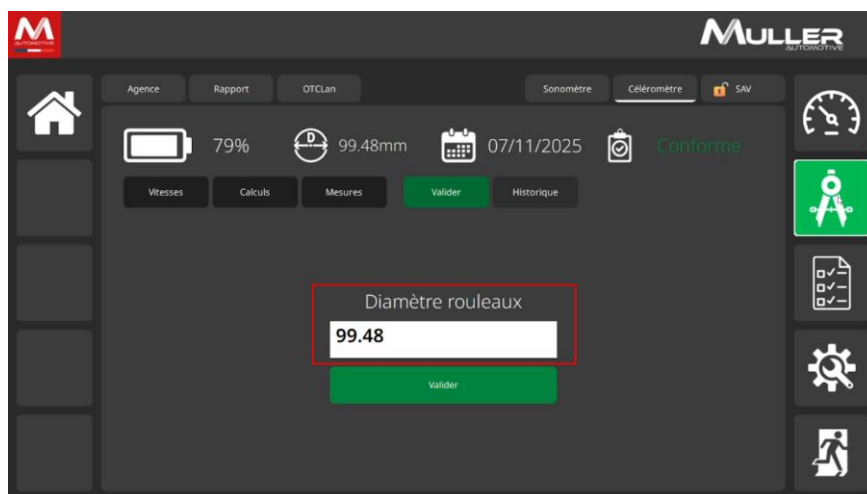 M
AUTOMOTIVE
MULLER
AUTOMOTIVE
Agence Rapport OTCLan Sonomètre Céléromètre SAV
79% D 99.48mm 07/11/2025 Conforme
Vitesses Calculs Mesures Valider Historique
Diamètre rouleaux
99.48
Valider